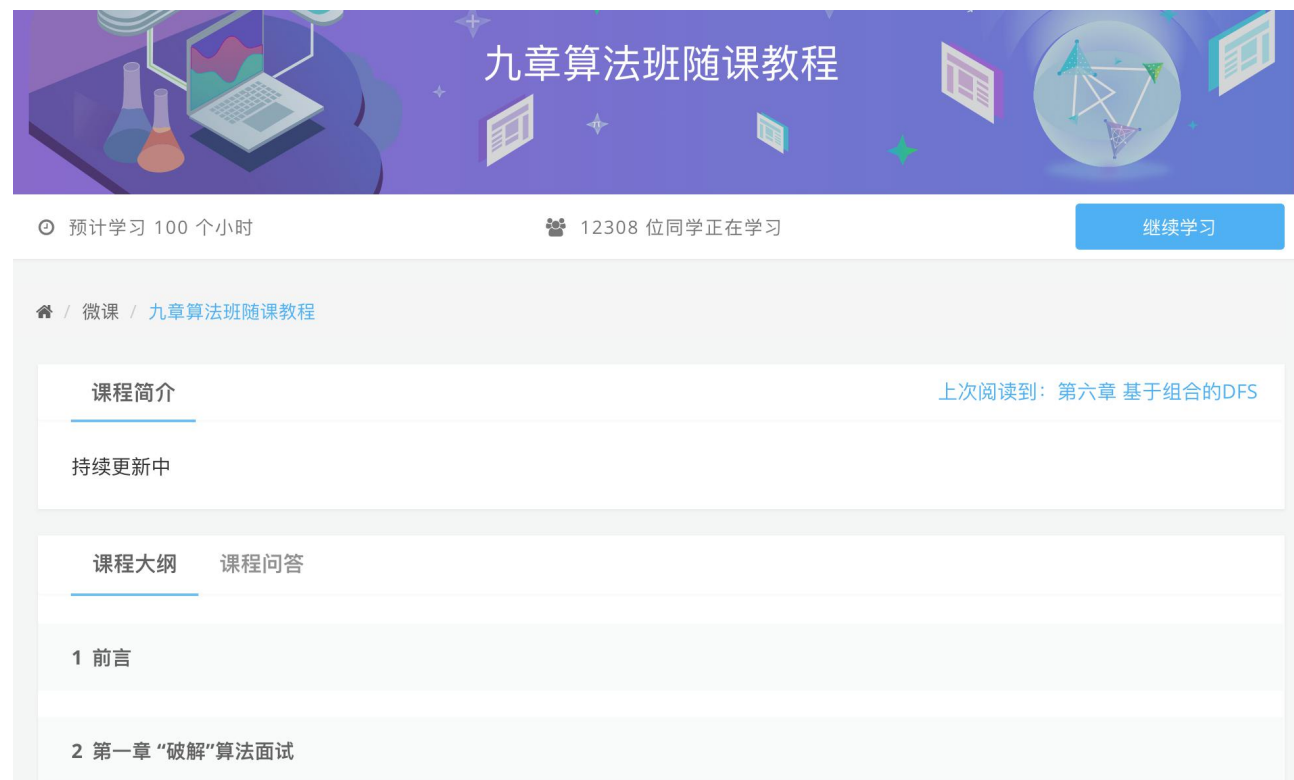 九章算法班随课教程
预计学习 100 个小时
12308 位同学正在学习
继续学习
/ 微课 / 九章算法班随课教程
课程简介
上次阅读到：第六章 基于组合的DFS
持续更新中
课程大纲 课程问答
1 前言
2 第一章 “破解”算法面试